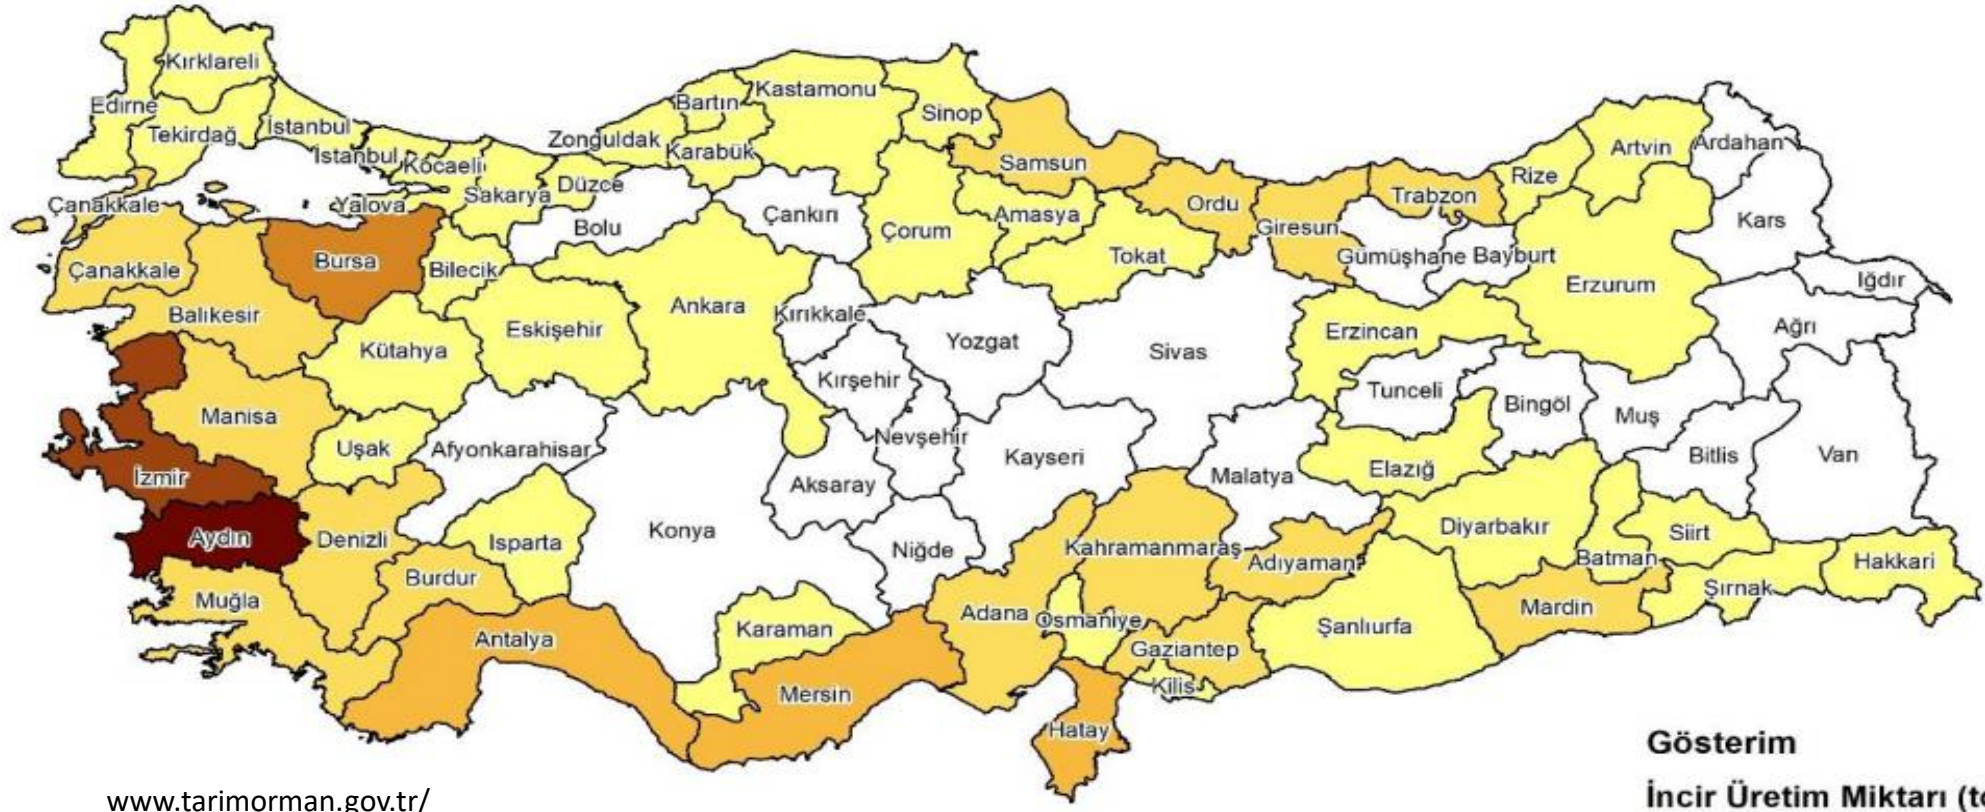 Kırklareli
Edirne
Tekirdağ
İstanbul
İstanbul
Kocaeli
Yalova
Sakarya
Düzce
Zonguldak
Bartın
Karabük
Kastamonu
Sinop
Samsun
Ordu
Giresun
Trabzon
Rize
Artvin
Ardahan
Kars
Çanakkale
Çanakkale
Balıkesir
Bursa
Bilecik
Bolu
Çankırı
Çorum
Amasya
Tokat
Gümüşhane
Bayburt
Erzurum
Iğdır
Ağrı
Kütahya
Eskişehir
Ankara
Kırıkkale
Yozgat
Sivas
Erzincan
Tunceli
Bingöl
Muş
Bitlis
Van
Manisa
Uşak
Afyonkarahisar
Kırşehir
Nevşehir
Kayseri
Malatya
Elazığ
İzmir
Aydın
Denizli
Isparta
Konya
Aksaray
Niğde
Kahramanmaraş
Adıyaman
Diyarbakır
Batman
Siirt
Şırnak
Hakkari
Muğla
Burdur
Antalya
Karaman
Mersin
Adana
Osmaniye
Gaziantep
Kilis
Şanlıurfa
Mardin
Hatay
Gösterim
www.tarimorman.gov.tr/
İncir Üretim Miktarı (t